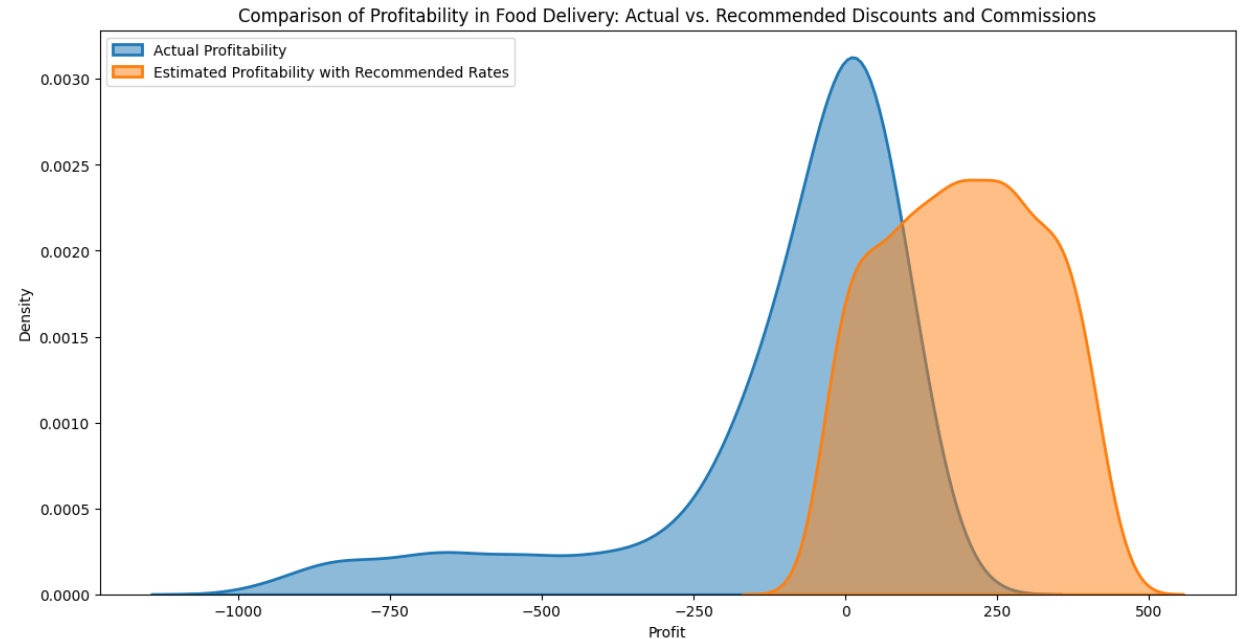 Comparison of Profitability in Food Delivery: Actual vs. Recommended Discounts and Commissions
Actual Profitability
Estimated Profitability with Recommended Rates
0.0030
0.0025
0.0020
0.0015
0.0010
0.0005
0.0000
Density
−1000
−750
−500
−250
0
250
500
Profit